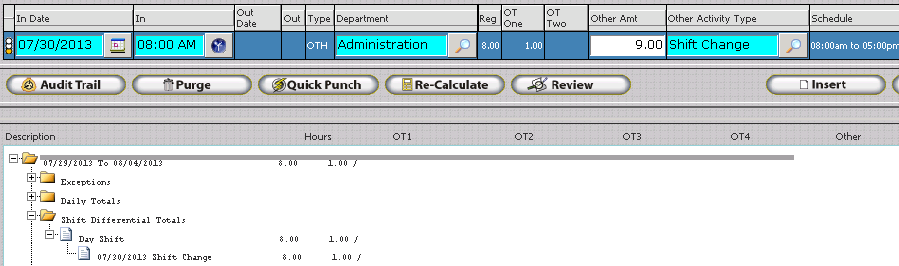 In Date In Out Date Out Type Department Reg OT One OT Two Other Amt Other Activity Type Schedule
07/30/2013 08:00 AM OTH Administration 8.00 1.00 9.00 Shift Change 08:00am to 05:00pm
Audit Trail Purge Quick Punch Re-Calculate Review Insert
Description Hours OT1 OT2 OT3 OT4 Other
07/29/2013 To 08/04/2013 8.00 1.00 /
Exceptions
Daily Totals
Shift Differential Totals
Day Shift 8.00 1.00 /
07/30/2013 Shift Change 8.00 1.00 /